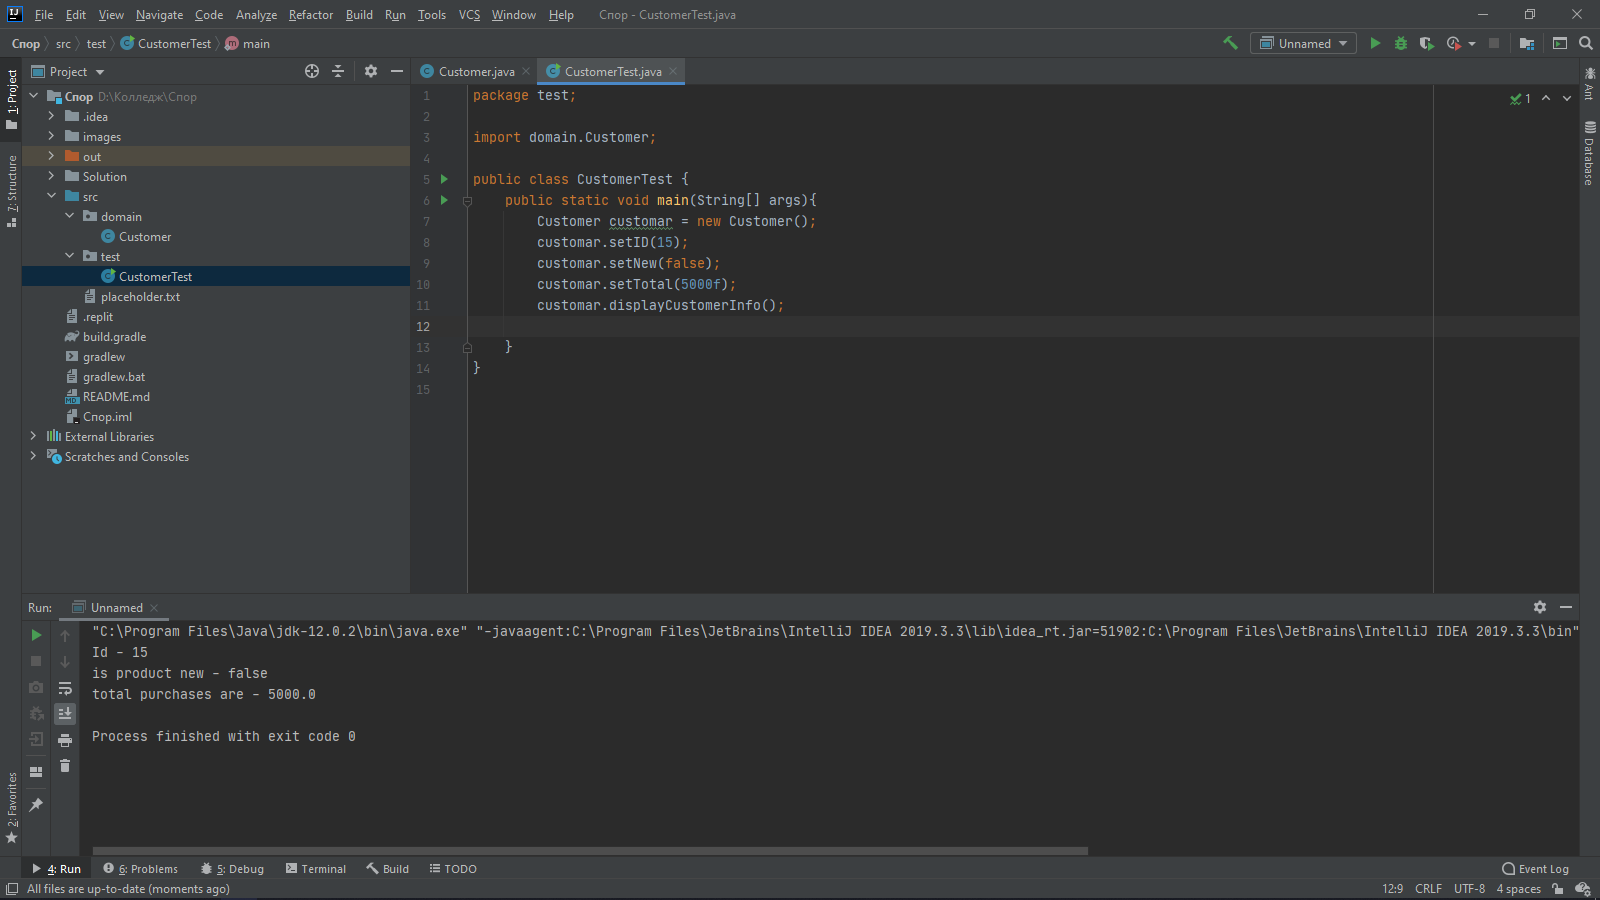 File Edit View Navigate Code Analyze Refactor Build Run Tools VCS Window Help Спор - CustomerTest.java
Спор src test CustomerTest main
Unnamed
Project
Customer.java CustomerTest.java
1: Project
7: Structure
2: Favorites
Ant
Database
Спор D:\Колледж\Спор
.idea
images
out
Solution
src
domain
Customer
test
CustomerTest
placeholder.txt
.replit
build.gradle
gradlew
gradlew.bat
README.md
Спор.iml
External Libraries
Scratches and Consoles
1
1 package test;
2
3 import domain.Customer;
4
5 public class CustomerTest {
6 public static void main(String[] args){
7 Customer customar = new Customer();
8 customar.setID(15);
9 customar.setNew(false);
10 customar.setTotal(5000f);
11 customar.displayCustomerInfo();
12
13 }
14 }
15
Run: Unnamed
"C:\Program Files\Java\jdk-12.0.2\bin\java.exe" "-javaagent:C:\Program Files\JetBrains\IntelliJ IDEA 2019.3.3\lib\idea_rt.jar=51902:C:\Program Files\JetBrains\IntelliJ IDEA 2019.3.3\bin"
Id - 15
is product new - false
total purchases are - 5000.0
Process finished with exit code 0
4: Run 6: Problems 5: Debug Terminal Build TODO Event Log
All files are up-to-date (moments ago) 12:9 CRLF UTF-8 4 spaces